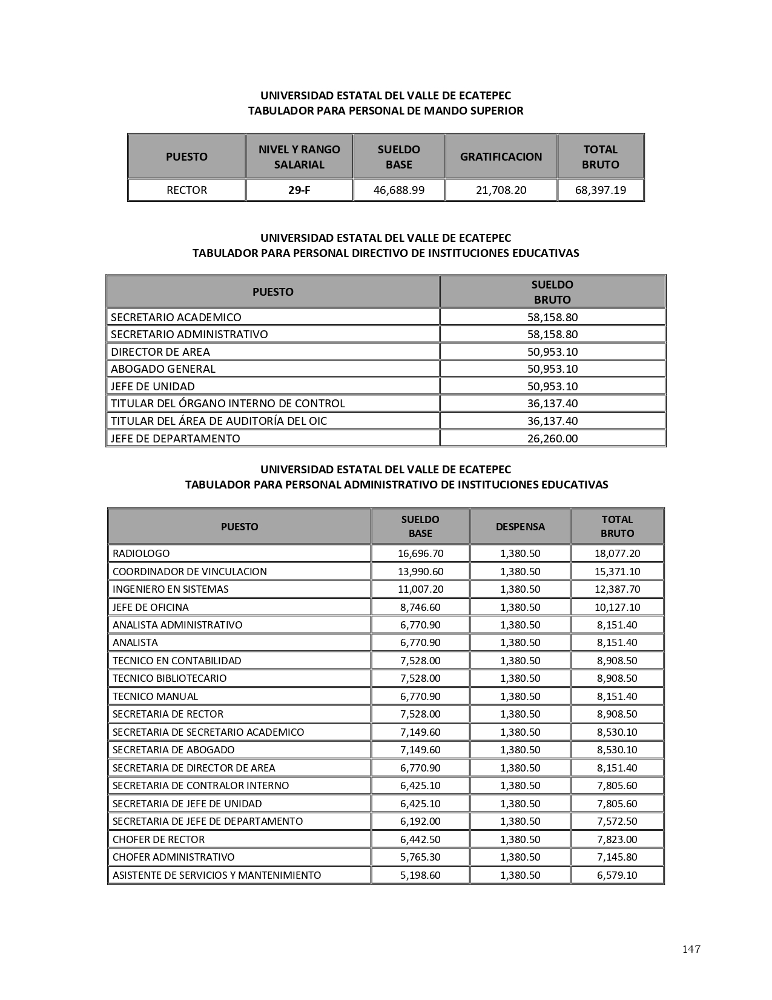 UNIVERSIDAD ESTATAL DEL VALLE DE ECATEPEC
TABULADOR PARA PERSONAL DE MANDO SUPERIOR
PUESTO NIVEL Y RANGO SALARIAL SUELDO BASE GRATIFICACION TOTAL BRUTO
RECTOR 29-F 46,688.99 21,708.20 68,397.19
UNIVERSIDAD ESTATAL DEL VALLE DE ECATEPEC
TABULADOR PARA PERSONAL DIRECTIVO DE INSTITUCIONES EDUCATIVAS
PUESTO SUELDO BRUTO
SECRETARIO ACADEMICO 58,158.80
SECRETARIO ADMINISTRATIVO 58,158.80
DIRECTOR DE AREA 50,953.10
ABOGADO GENERAL 50,953.10
JEFE DE UNIDAD 50,953.10
TITULAR DEL ÓRGANO INTERNO DE CONTROL 36,137.40
TITULAR DEL ÁREA DE AUDITORÍA DEL OIC 36,137.40
JEFE DE DEPARTAMENTO 26,260.00
UNIVERSIDAD ESTATAL DEL VALLE DE ECATEPEC
TABULADOR PARA PERSONAL ADMINISTRATIVO DE INSTITUCIONES EDUCATIVAS
PUESTO SUELDO BASE DESPENSA TOTAL BRUTO
RADIOLOGO 16,696.70 1,380.50 18,077.20
COORDINADOR DE VINCULACION 13,990.60 1,380.50 15,371.10
INGENIERO EN SISTEMAS 11,007.20 1,380.50 12,387.70
JEFE DE OFICINA 8,746.60 1,380.50 10,127.10
ANALISTA ADMINISTRATIVO 6,770.90 1,380.50 8,151.40
ANALISTA 6,770.90 1,380.50 8,151.40
TECNICO EN CONTABILIDAD 7,528.00 1,380.50 8,908.50
TECNICO BIBLIOTECARIO 7,528.00 1,380.50 8,908.50
TECNICO MANUAL 6,770.90 1,380.50 8,151.40
SECRETARIA DE RECTOR 7,528.00 1,380.50 8,908.50
SECRETARIA DE SECRETARIO ACADEMICO 7,149.60 1,380.50 8,530.10
SECRETARIA DE ABOGADO 7,149.60 1,380.50 8,530.10
SECRETARIA DE DIRECTOR DE AREA 6,770.90 1,380.50 8,151.40
SECRETARIA DE CONTRALOR INTERNO 6,425.10 1,380.50 7,805.60
SECRETARIA DE JEFE DE UNIDAD 6,425.10 1,380.50 7,805.60
SECRETARIA DE JEFE DE DEPARTAMENTO 6,192.00 1,380.50 7,572.50
CHOFER DE RECTOR 6,442.50 1,380.50 7,823.00
CHOFER ADMINISTRATIVO 5,765.30 1,380.50 7,145.80
ASISTENTE DE SERVICIOS Y MANTENIMIENTO 5,198.60 1,380.50 6,579.10
147